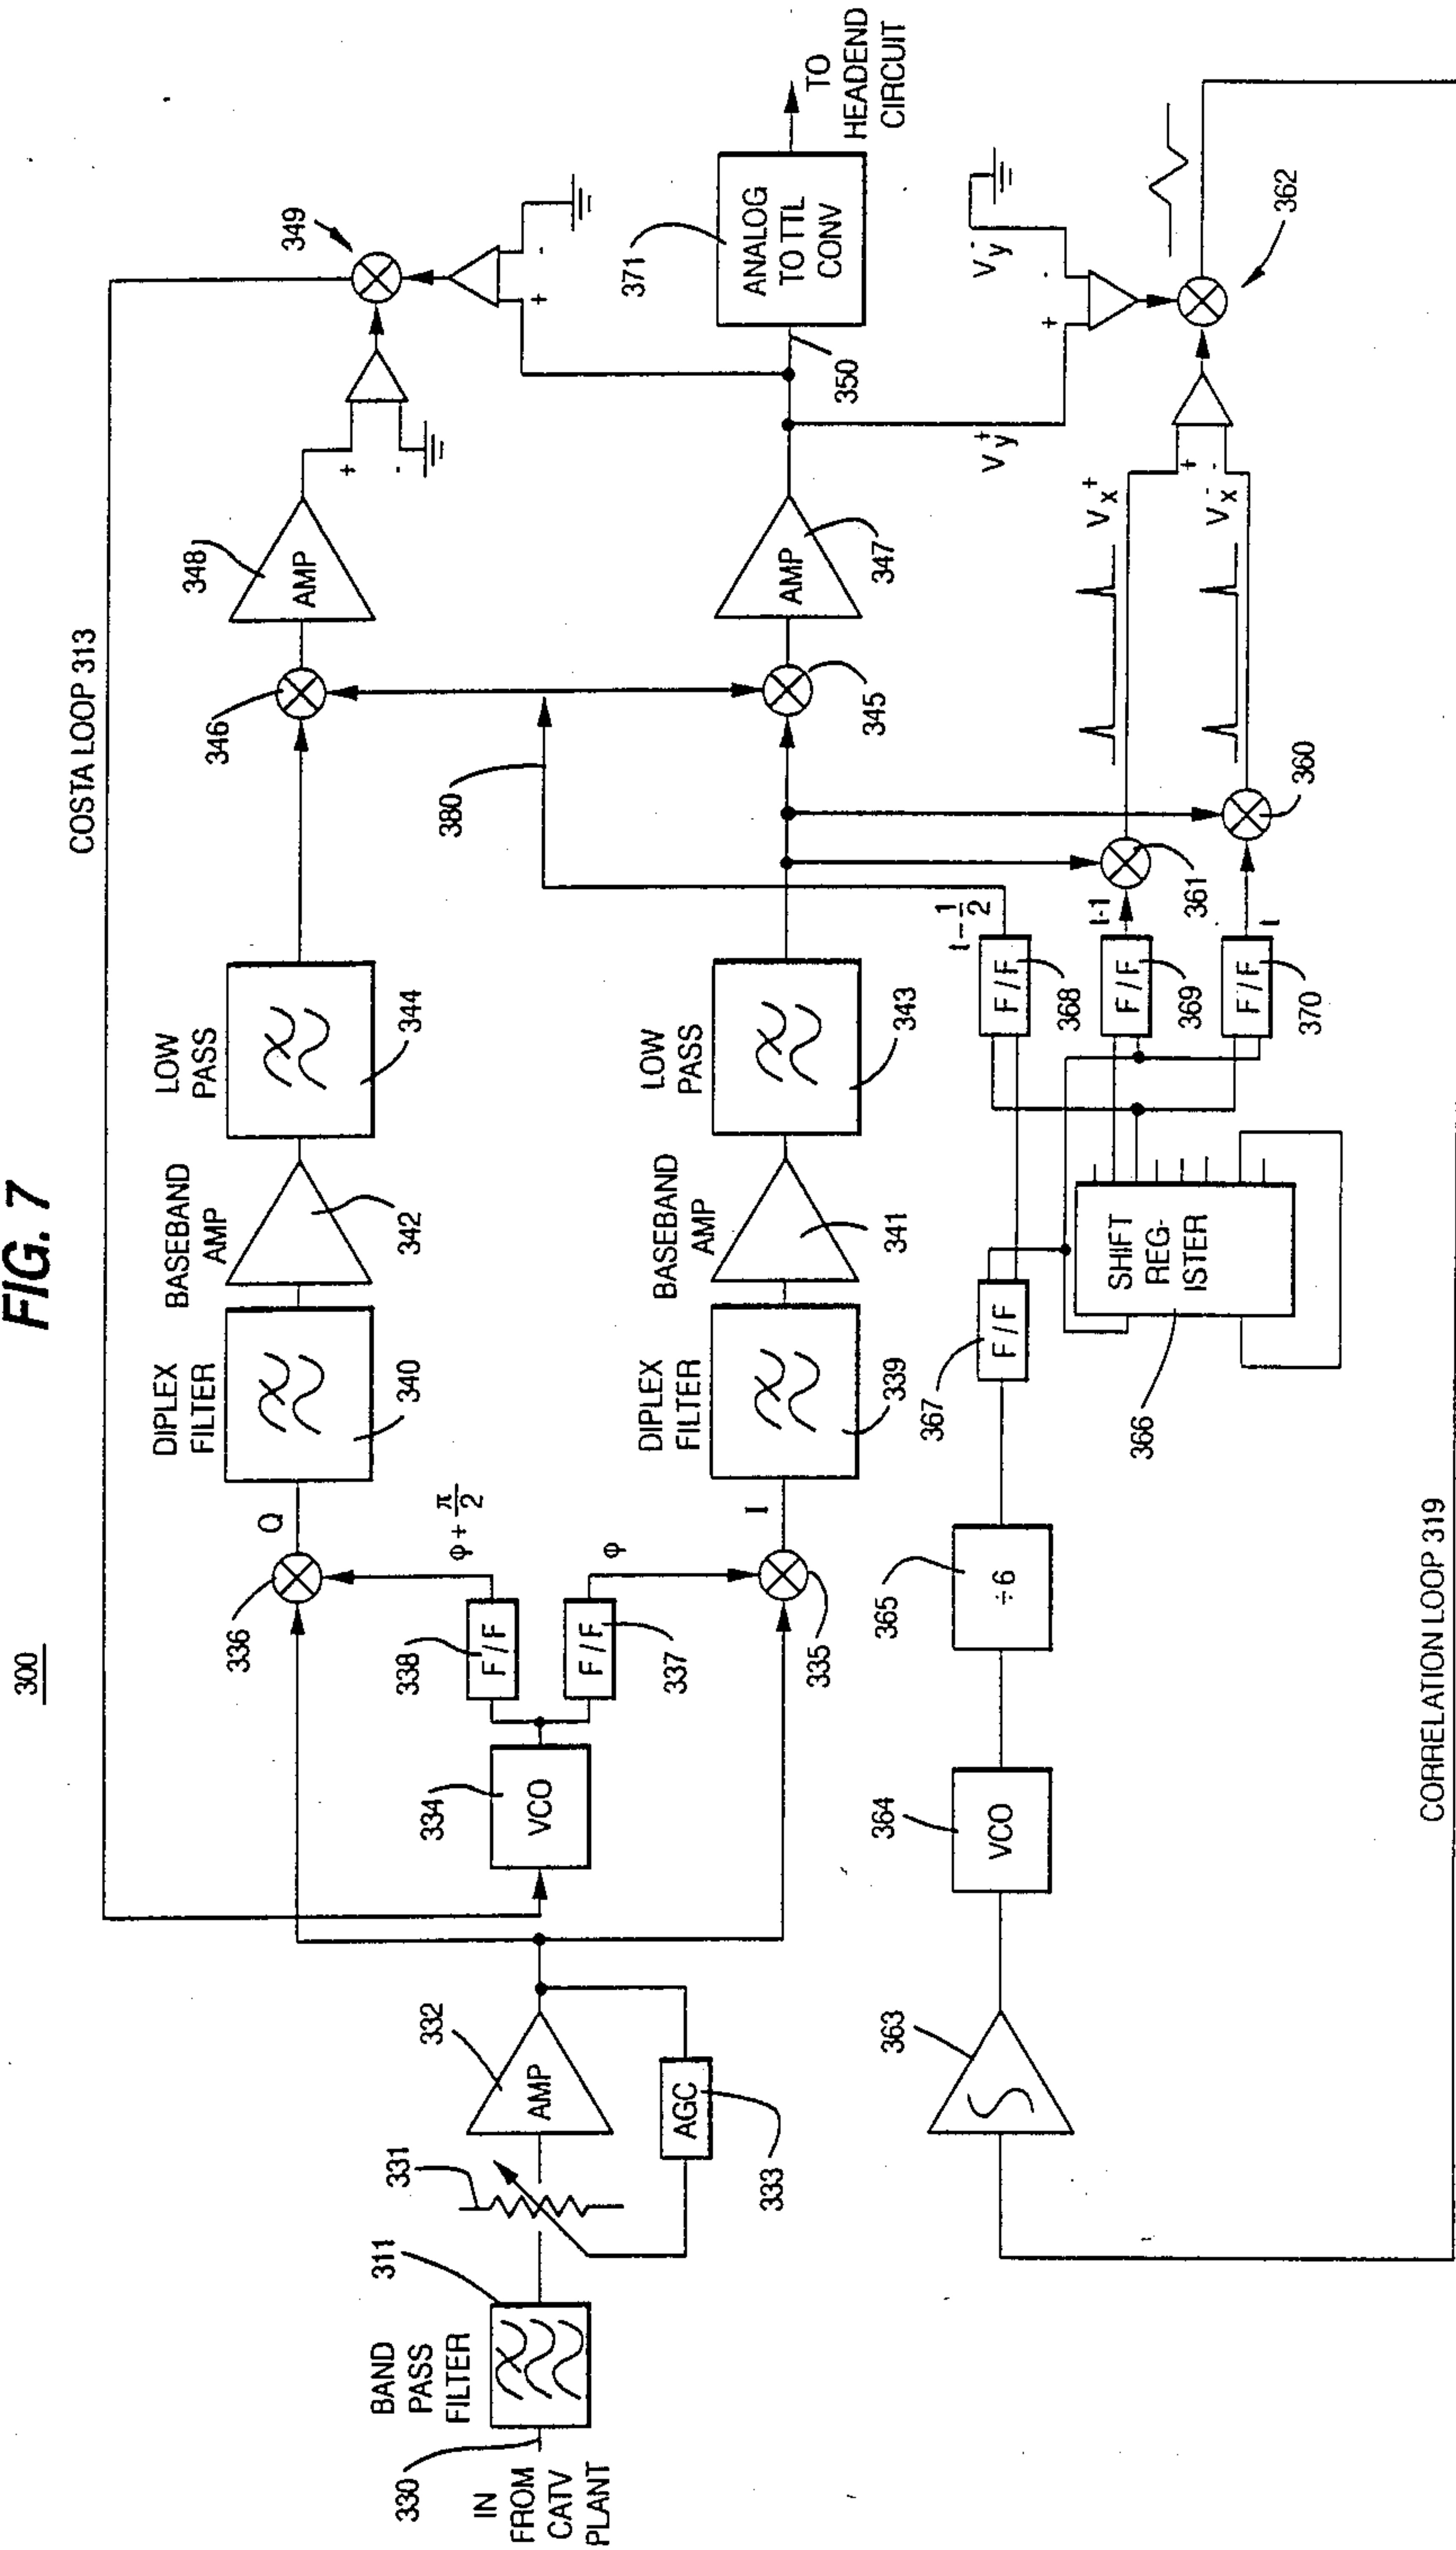 FIG. 7
300
COSTA LOOP 313
IN
FROM
CATV
PLANT
330
BAND
PASS
FILTER
311
331
AMP
332
AGC
333
VCO
334
F/F
338
F/F
337
φ + π/2
φ
336
Q
335
I
DIPLEX
FILTER
340
BASEBAND
AMP
342
LOW
PASS
344
346
AMP
348
+
-
349
+
-
DIPLEX
FILTER
339
BASEBAND
AMP
341
LOW
PASS
343
345
AMP
347
380
350
ANALOG
TO TTL
CONV
371
TO
HEADEND
CIRCUIT
Vy+
Vy-
+
-
363
VCO
364
÷6
365
F/F
367
SHIFT
REG-
ISTER
366
F/F
368
t-1/2
F/F
369
t-1
F/F
370
t
361
360
Vx+
Vx-
+
-
362
CORRELATION LOOP 319